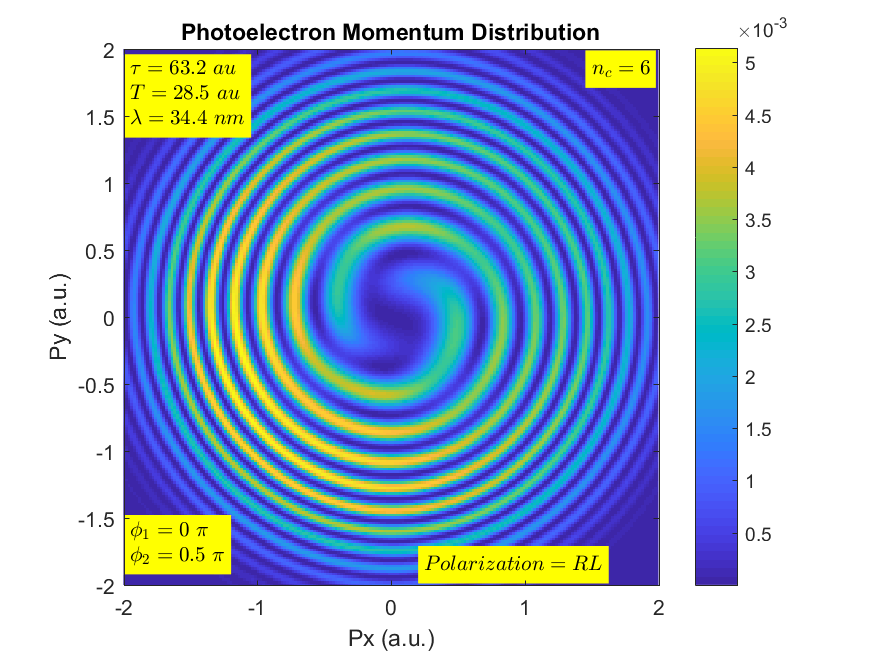 Photoelectron Momentum Distribution
×10⁻³
τ = 63.2 au
T = 28.5 au
λ = 34.4 nm
n_c = 6
2
1.5
1
0.5
0
-0.5
-1
-1.5
-2
Py (a.u.)
ϕ₁ = 0 π
ϕ₂ = 0.5 π
Polarization = RL
-2 -1 0 1 2
Px (a.u.)
5
4.5
4
3.5
3
2.5
2
1.5
1
0.5